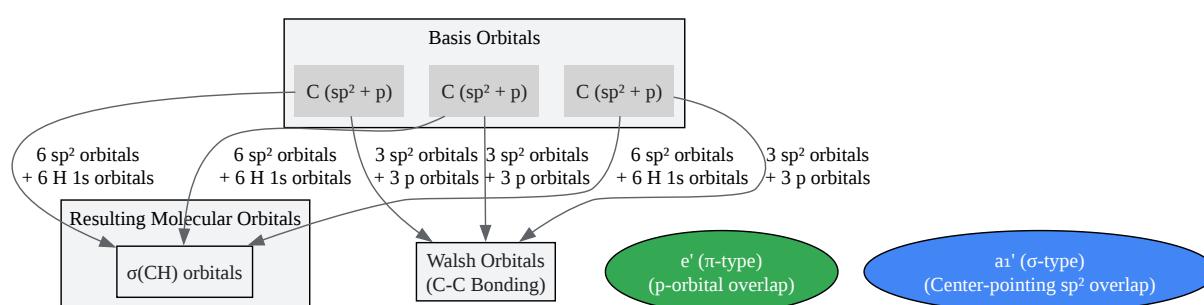 Basis Orbitals
C (sp² + p)
C (sp² + p)
C (sp² + p)
6 sp² orbitals
+ 6 H 1s orbitals
6 sp² orbitals
+ 6 H 1s orbitals
3 sp² orbitals
+ 3 p orbitals
3 sp² orbitals
+ 3 p orbitals
6 sp² orbitals
+ 6 H 1s orbitals
3 sp² orbitals
+ 3 p orbitals
Resulting Molecular Orbitals
σ(CH) orbitals
Walsh Orbitals
(C-C Bonding)
e' (π-type)
(p-orbital overlap)
a₁' (σ-type)
(Center-pointing sp² overlap)